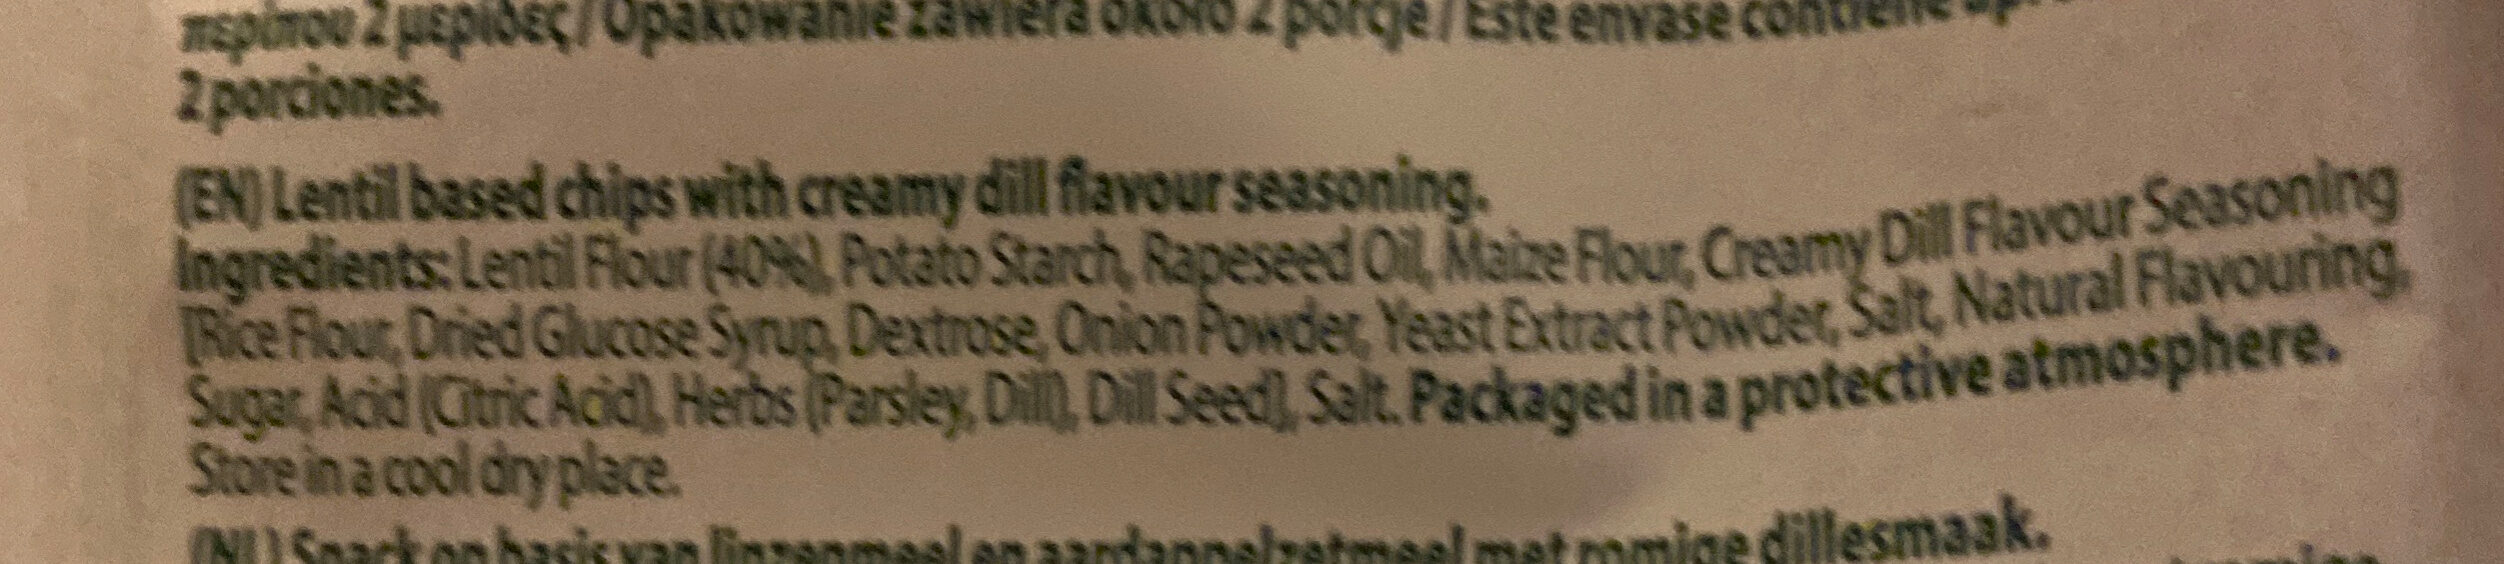 περίπου 2 μερίδες / Opakowanie zawiera około 2 porcje / Este envase contiene
2 porciones.
(EN) Lentil based chips with creamy dill flavour seasoning.
Ingredients: Lentil Flour (40%), Potato Starch, Rapeseed Oil, Maize Flour, Creamy Dill Flavour Seasoning
[Rice Flour, Dried Glucose Syrup, Dextrose, Onion Powder, Yeast Extract Powder, Salt, Natural Flavouring,
Sugar, Acid (Citric Acid), Herbs (Parsley, Dill), Dill Seed], Salt. Packaged in a protective atmosphere.
Store in a cool dry place.
(NL) Snack op basis van linzenmeel en aardappelzetmeel met romige dillesmaak.